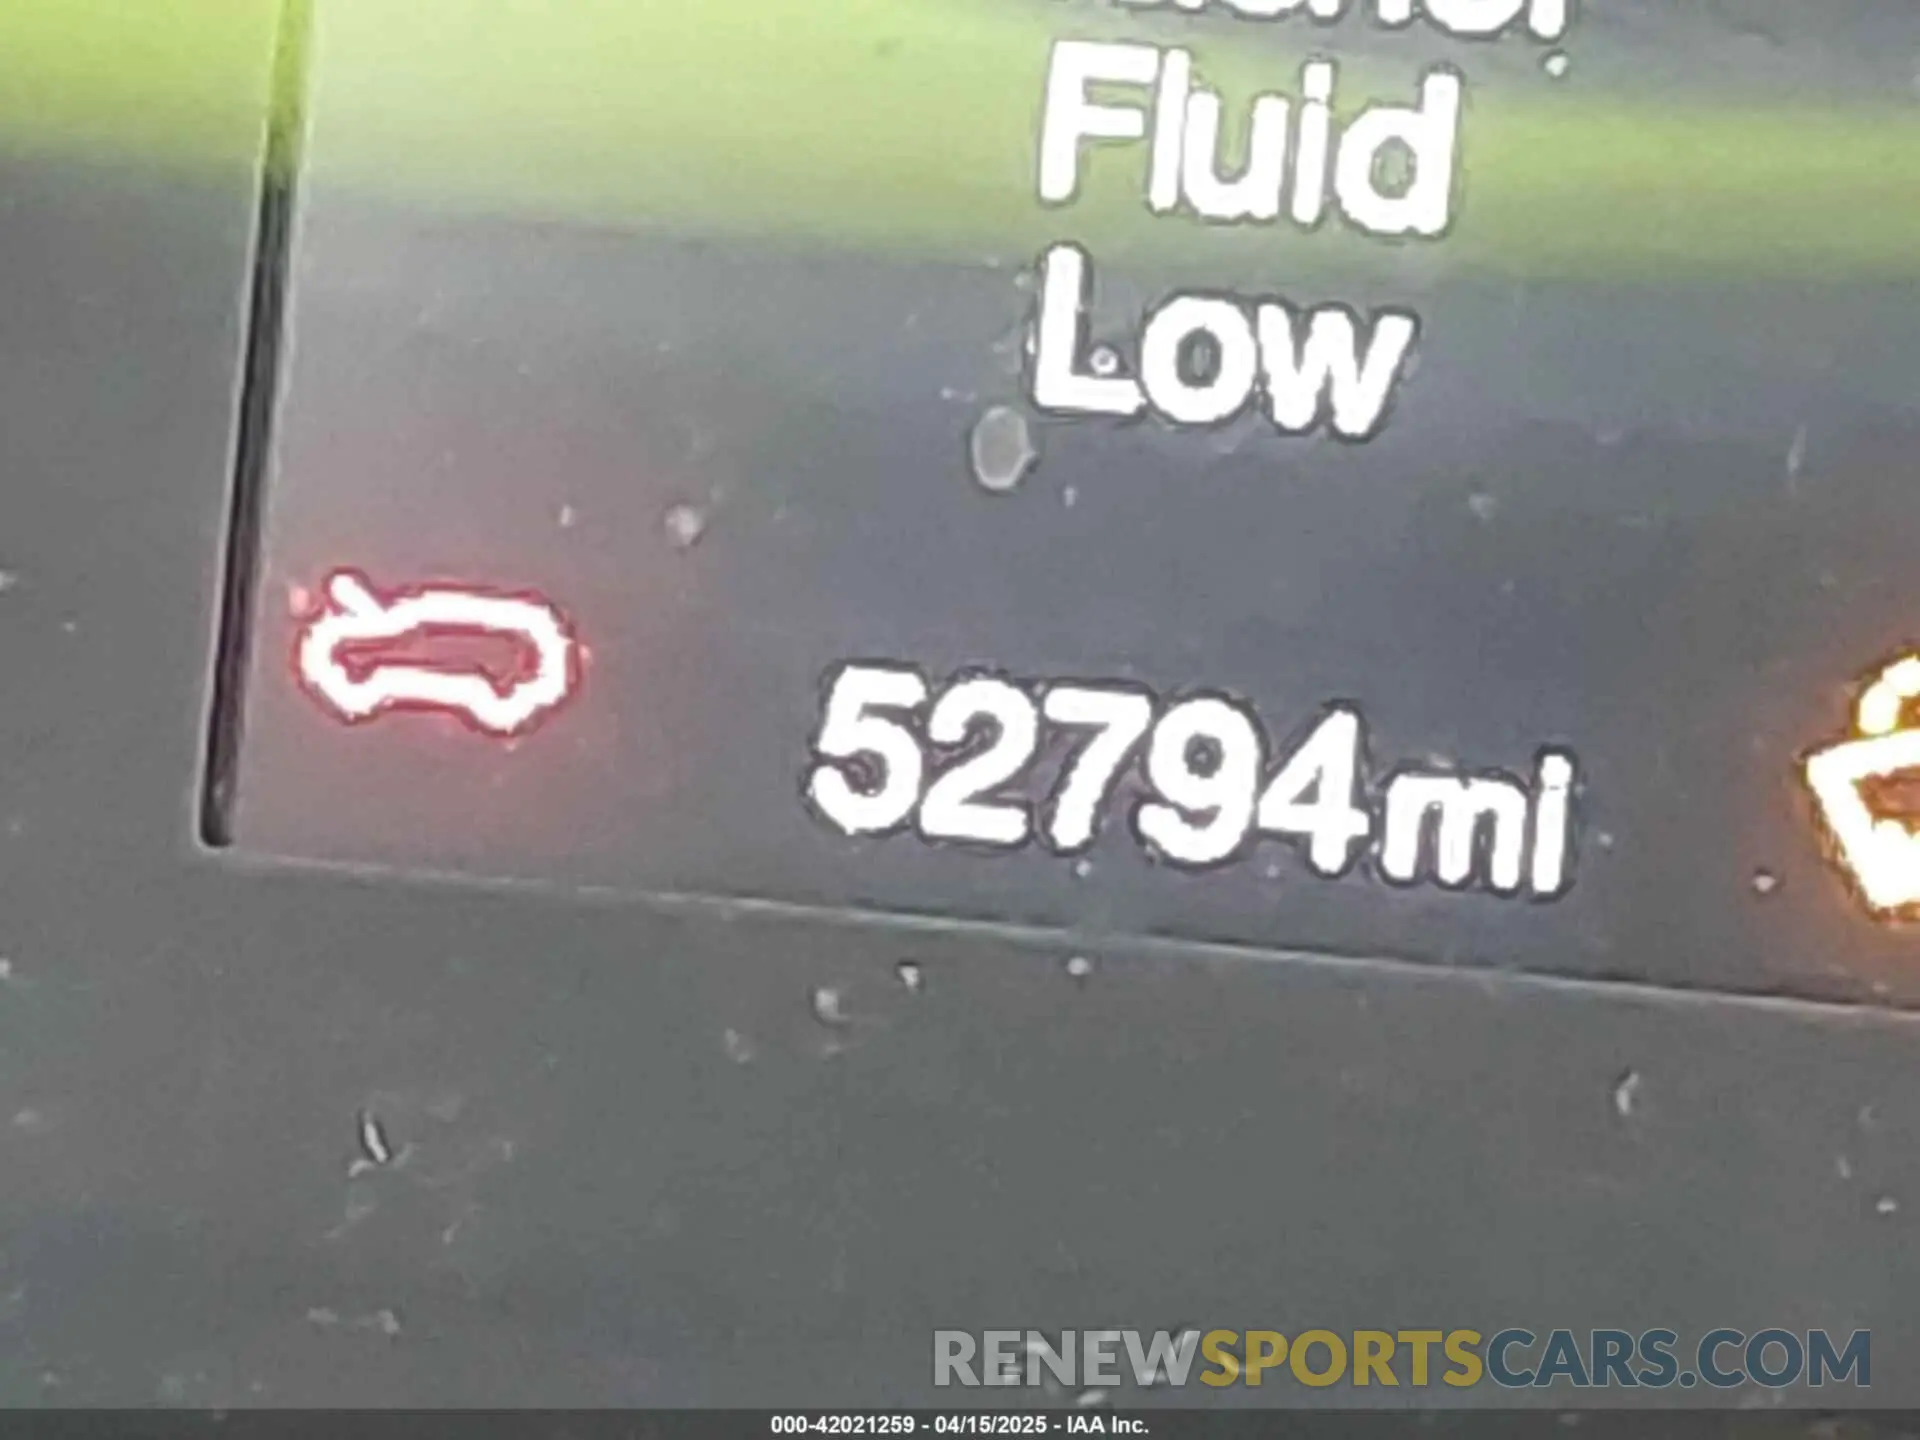 Fluid
Low
52794mi
RENEWSPORTSCARS.COM
000-42021259 - 04/15/2025 - IAA Inc.